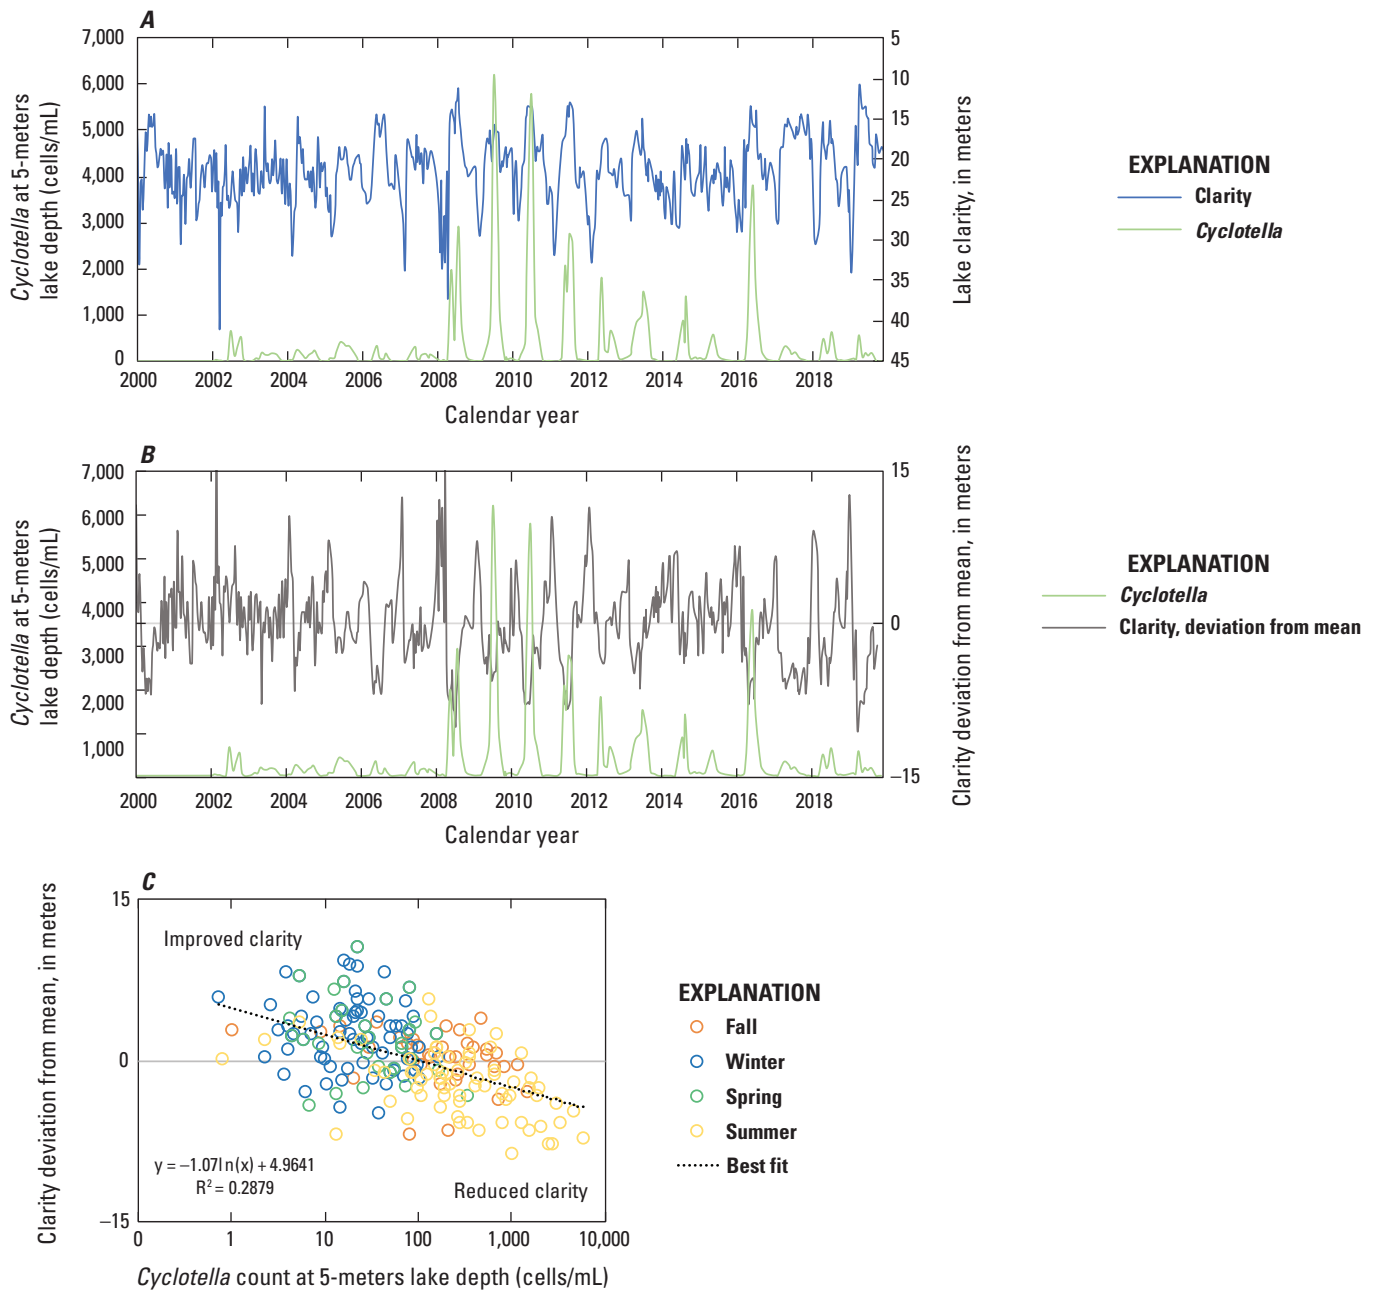 A
7,000
6,000
5,000
4,000
3,000
2,000
1,000
0
Cyclotella at 5-meters
lake depth (cells/mL)
5
10
15
20
25
30
35
40
45
Lake clarity, in meters
2000 2002 2004 2006 2008 2010 2012 2014 2016 2018
Calendar year
EXPLANATION
Clarity
Cyclotella
B
7,000
6,000
5,000
4,000
3,000
2,000
1,000
Cyclotella at 5-meters
lake depth (cells/mL)
15
0
–15
Clarity deviation from mean, in meters
2000 2002 2004 2006 2008 2010 2012 2014 2016 2018
Calendar year
EXPLANATION
Cyclotella
Clarity, deviation from mean
C
15
0
–15
Clarity deviation from mean, in meters
Improved clarity
y = –1.07ln(x) + 4.9641
R² = 0.2879
Reduced clarity
0 1 10 100 1,000 10,000
Cyclotella count at 5-meters lake depth (cells/mL)
EXPLANATION
Fall
Winter
Spring
Summer
Best fit